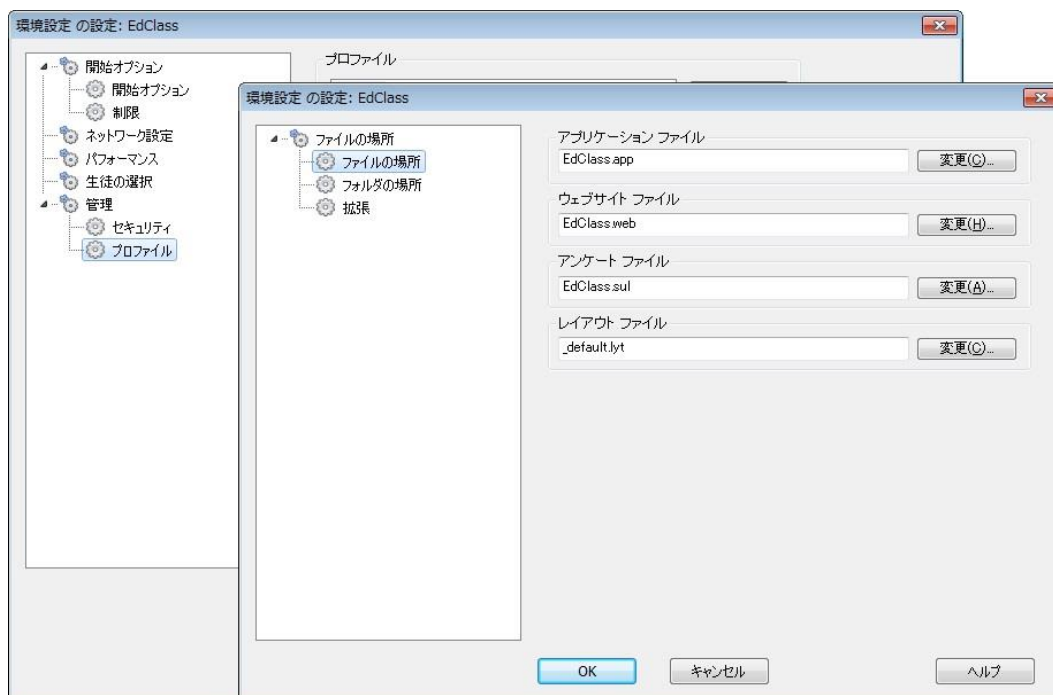 環境設定 の設定: EdClass
開始オプション
開始オプション
制限
ネットワーク設定
パフォーマンス
生徒の選択
管理
セキュリティ
プロファイル
プロファイル
環境設定 の設定: EdClass
ファイルの場所
ファイルの場所
フォルダの場所
拡張
アプリケーション ファイル
EdClass.app
変更(C)...
ウェブサイト ファイル
EdClass.web
変更(H)...
アンケート ファイル
EdClass.sul
変更(A)...
レイアウト ファイル
_default.lyt
変更(C)...
OK
キャンセル
ヘルプ